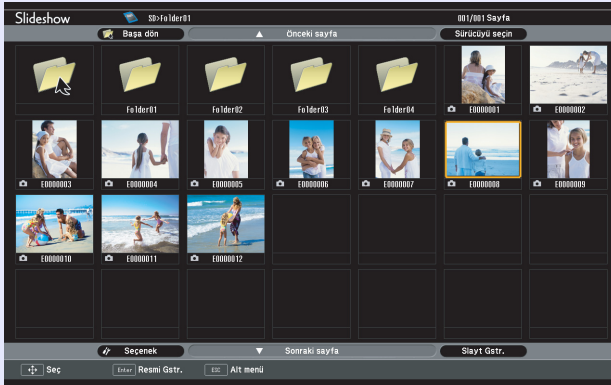 Slideshow SD>Folder01 001/001 Sayfa
Başa dön ▲ Önceki sayfa Sürücüyü seçin
Folder01 Folder02 Folder03 Folder04 E0000001 E0000002
E0000003 E0000004 E0000005 E0000006 E0000007 E0000008 E0000009
E0000010 E0000011 E0000012
Seçenek ▼ Sonraki sayfa Slayt Gstr.
Seç Enter Resmi Gstr. ESC Alt menü